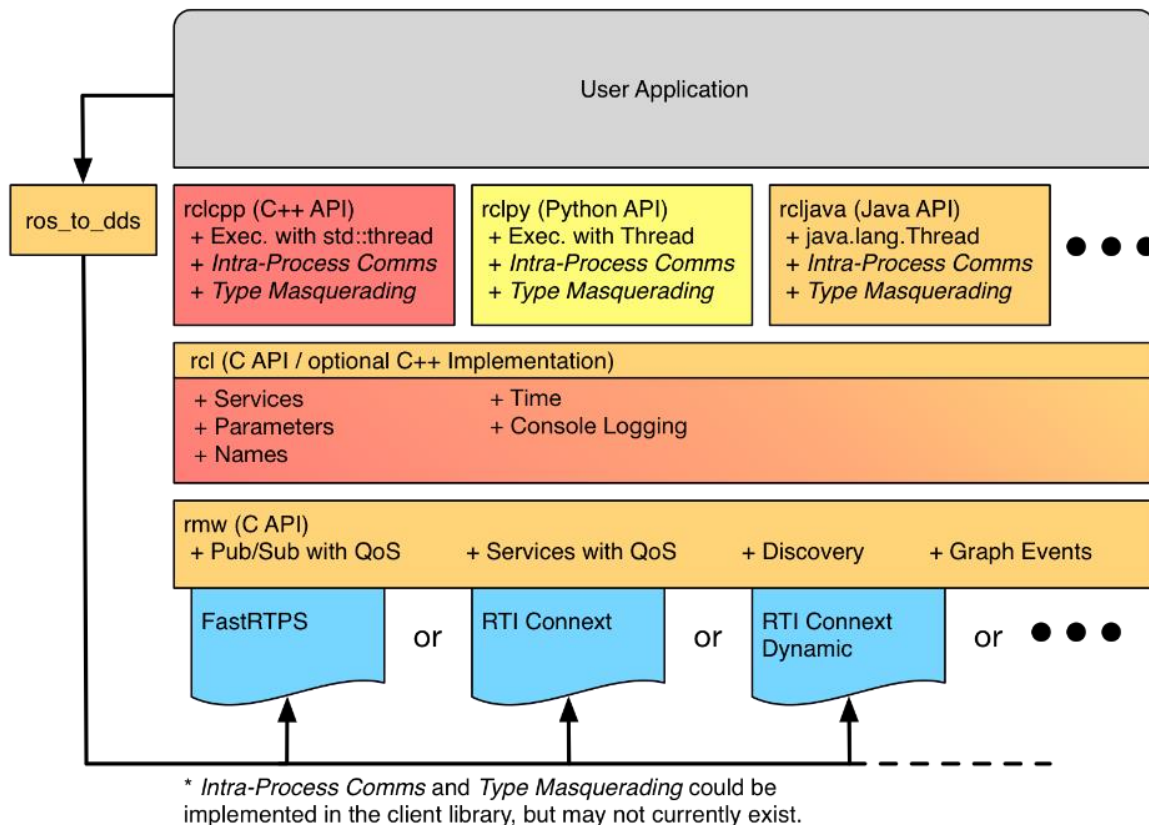 User Application
ros_to_dds
rclcpp (C++ API)
+ Exec. with std::thread
+ Intra-Process Comms
+ Type Masquerading
rclpy (Python API)
+ Exec. with Thread
+ Intra-Process Comms
+ Type Masquerading
rcljava (Java API)
+ java.lang.Thread
+ Intra-Process Comms
+ Type Masquerading
rcl (C API / optional C++ Implementation)
+ Services
+ Parameters
+ Names
+ Time
+ Console Logging
rmw (C API)
+ Pub/Sub with QoS + Services with QoS + Discovery + Graph Events
FastRTPS
or
RTI Connext
or
RTI Connext
Dynamic
or
* Intra-Process Comms and Type Masquerading could be
implemented in the client library, but may not currently exist.